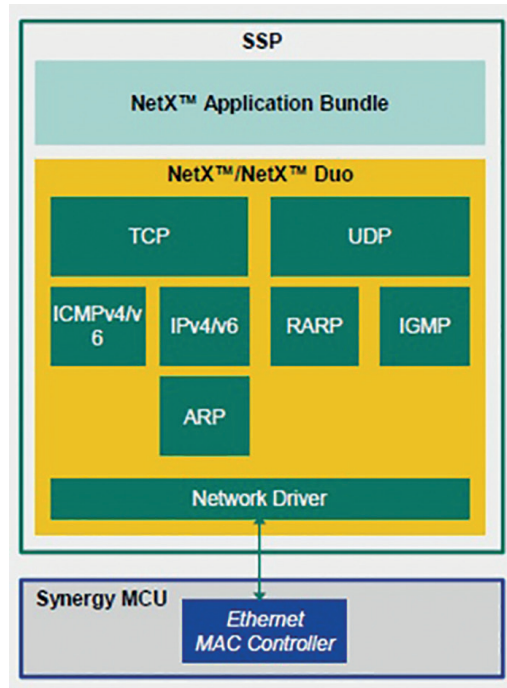 SSP
NetX™ Application Bundle
NetX™/NetX™ Duo
TCP
UDP
ICMPv4/v
6
IPv4/v6
RARP
IGMP
ARP
Network Driver
Synergy MCU
Ethernet
MAC Controller